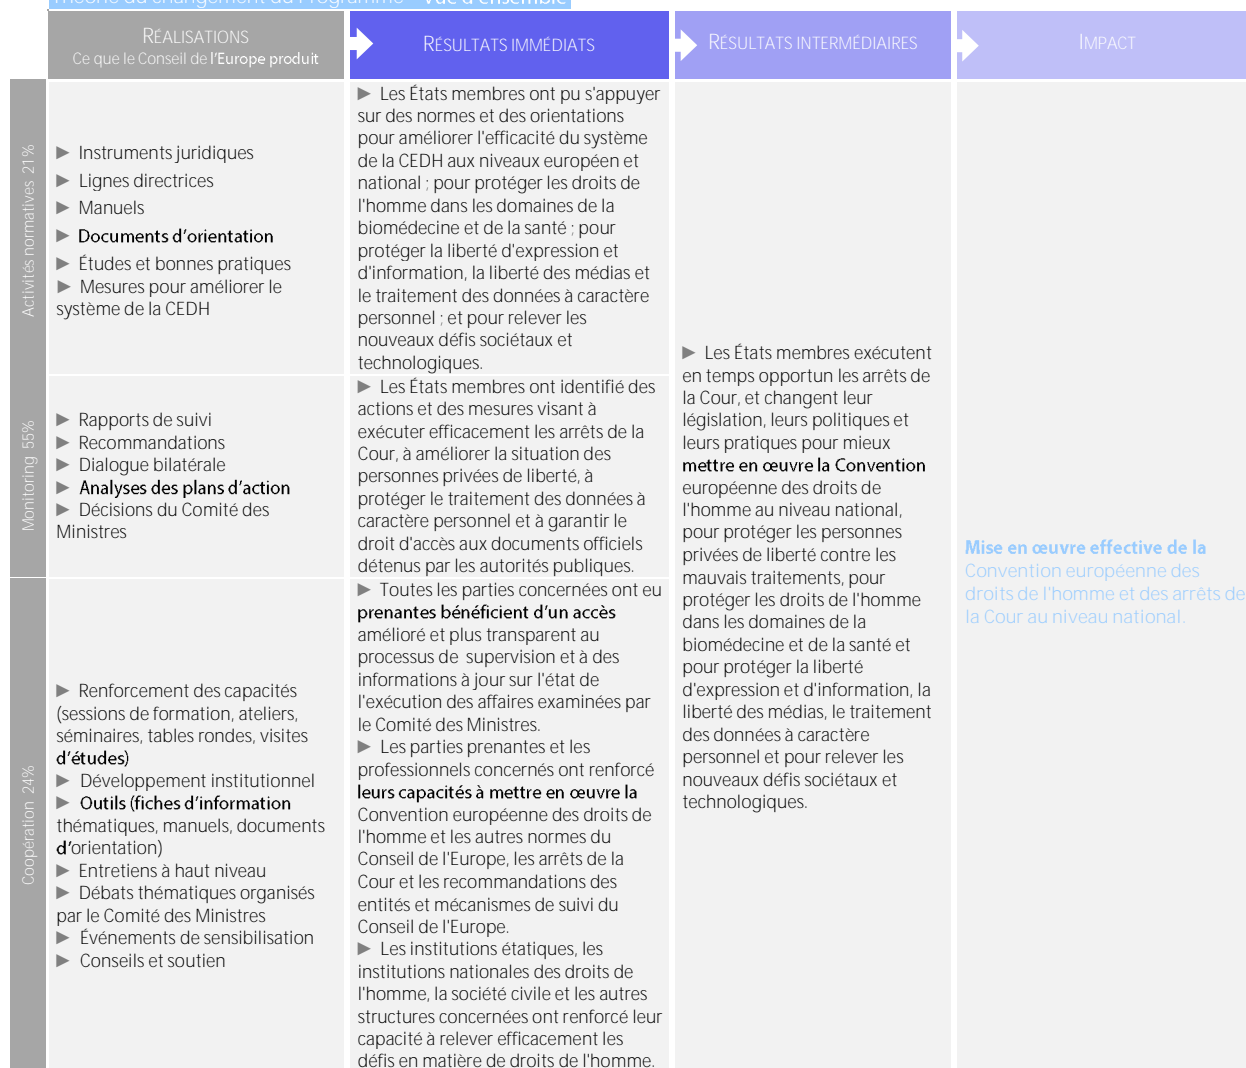 Théorie du changement du Programme – Vue d'ensemble
RÉALISATIONS
Ce que le Conseil de l'Europe produit
RÉSULTATS IMMÉDIATS
RÉSULTATS INTERMÉDIAIRES
IMPACT
Activités normatives 21%
► Instruments juridiques
► Lignes directrices
► Manuels
► Documents d'orientation
► Études et bonnes pratiques
► Mesures pour améliorer le
système de la CEDH
► Les États membres ont pu s'appuyer
sur des normes et des orientations
pour améliorer l'efficacité du système
de la CEDH aux niveaux européen et
national ; pour protéger les droits de
l'homme dans les domaines de la
biomédecine et de la santé ; pour
protéger la liberté d'expression et
d'information, la liberté des médias et
le traitement des données à caractère
personnel ; et pour relever les
nouveaux défis sociétaux et
technologiques.
Monitoring 55%
► Rapports de suivi
► Recommandations
► Dialogue bilatérale
► Analyses des plans d'action
► Décisions du Comité des
Ministres
► Les États membres ont identifié des
actions et des mesures visant à
exécuter efficacement les arrêts de la
Cour, à améliorer la situation des
personnes privées de liberté, à
protéger le traitement des données à
caractère personnel et à garantir le
droit d'accès aux documents officiels
détenus par les autorités publiques.
Coopération 24%
► Renforcement des capacités
(sessions de formation, ateliers,
séminaires, tables rondes, visites
d'études)
► Développement institutionnel
► Outils (fiches d'information
thématiques, manuels, documents
d'orientation)
► Entretiens à haut niveau
► Débats thématiques organisés
par le Comité des Ministres
► Événements de sensibilisation
► Conseils et soutien
► Toutes les parties concernées ont eu
prenantes bénéficient d'un accès
amélioré et plus transparent au
processus de supervision et à des
informations à jour sur l'état de
l'exécution des affaires examinées par
le Comité des Ministres.
► Les parties prenantes et les
professionnels concernés ont renforcé
leurs capacités à mettre en œuvre la
Convention européenne des droits de
l'homme et les autres normes du
Conseil de l'Europe, les arrêts de la
Cour et les recommandations des
entités et mécanismes de suivi du
Conseil de l'Europe.
► Les institutions étatiques, les
institutions nationales des droits de
l'homme, la société civile et les autres
structures concernées ont renforcé leur
capacité à relever efficacement les
défis en matière de droits de l'homme.
► Les États membres exécutent
en temps opportun les arrêts de
la Cour, et changent leur
législation, leurs politiques et
leurs pratiques pour mieux
mettre en œuvre la Convention
européenne des droits de
l'homme au niveau national,
pour protéger les personnes
privées de liberté contre les
mauvais traitements, pour
protéger les droits de l'homme
dans les domaines de la
biomédecine et de la santé et
pour protéger la liberté
d'expression et d'information, la
liberté des médias, le traitement
des données à caractère
personnel et pour relever les
nouveaux défis sociétaux et
technologiques.
Mise en œuvre effective de la
Convention européenne des
droits de l'homme et des arrêts de
la Cour au niveau national.